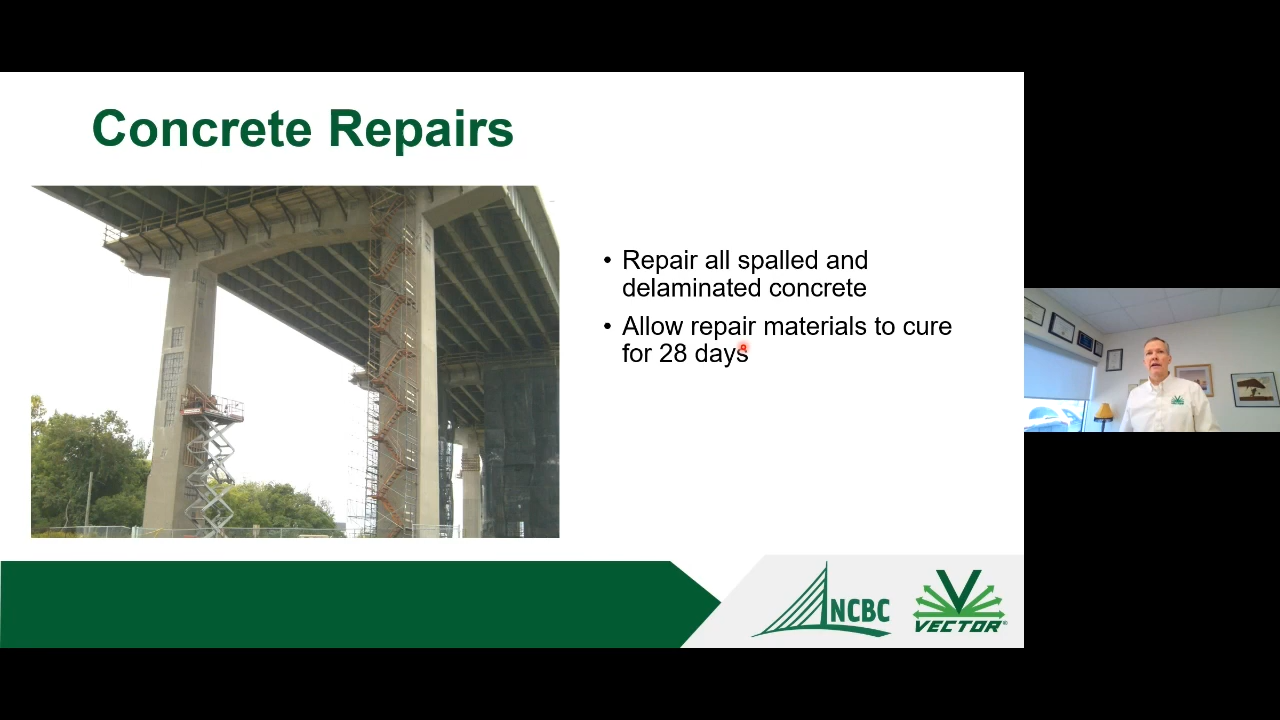 Concrete Repairs
• Repair all spalled and
delaminated concrete
• Allow repair materials to cure
for 28 days
NCBC
VECTOR®